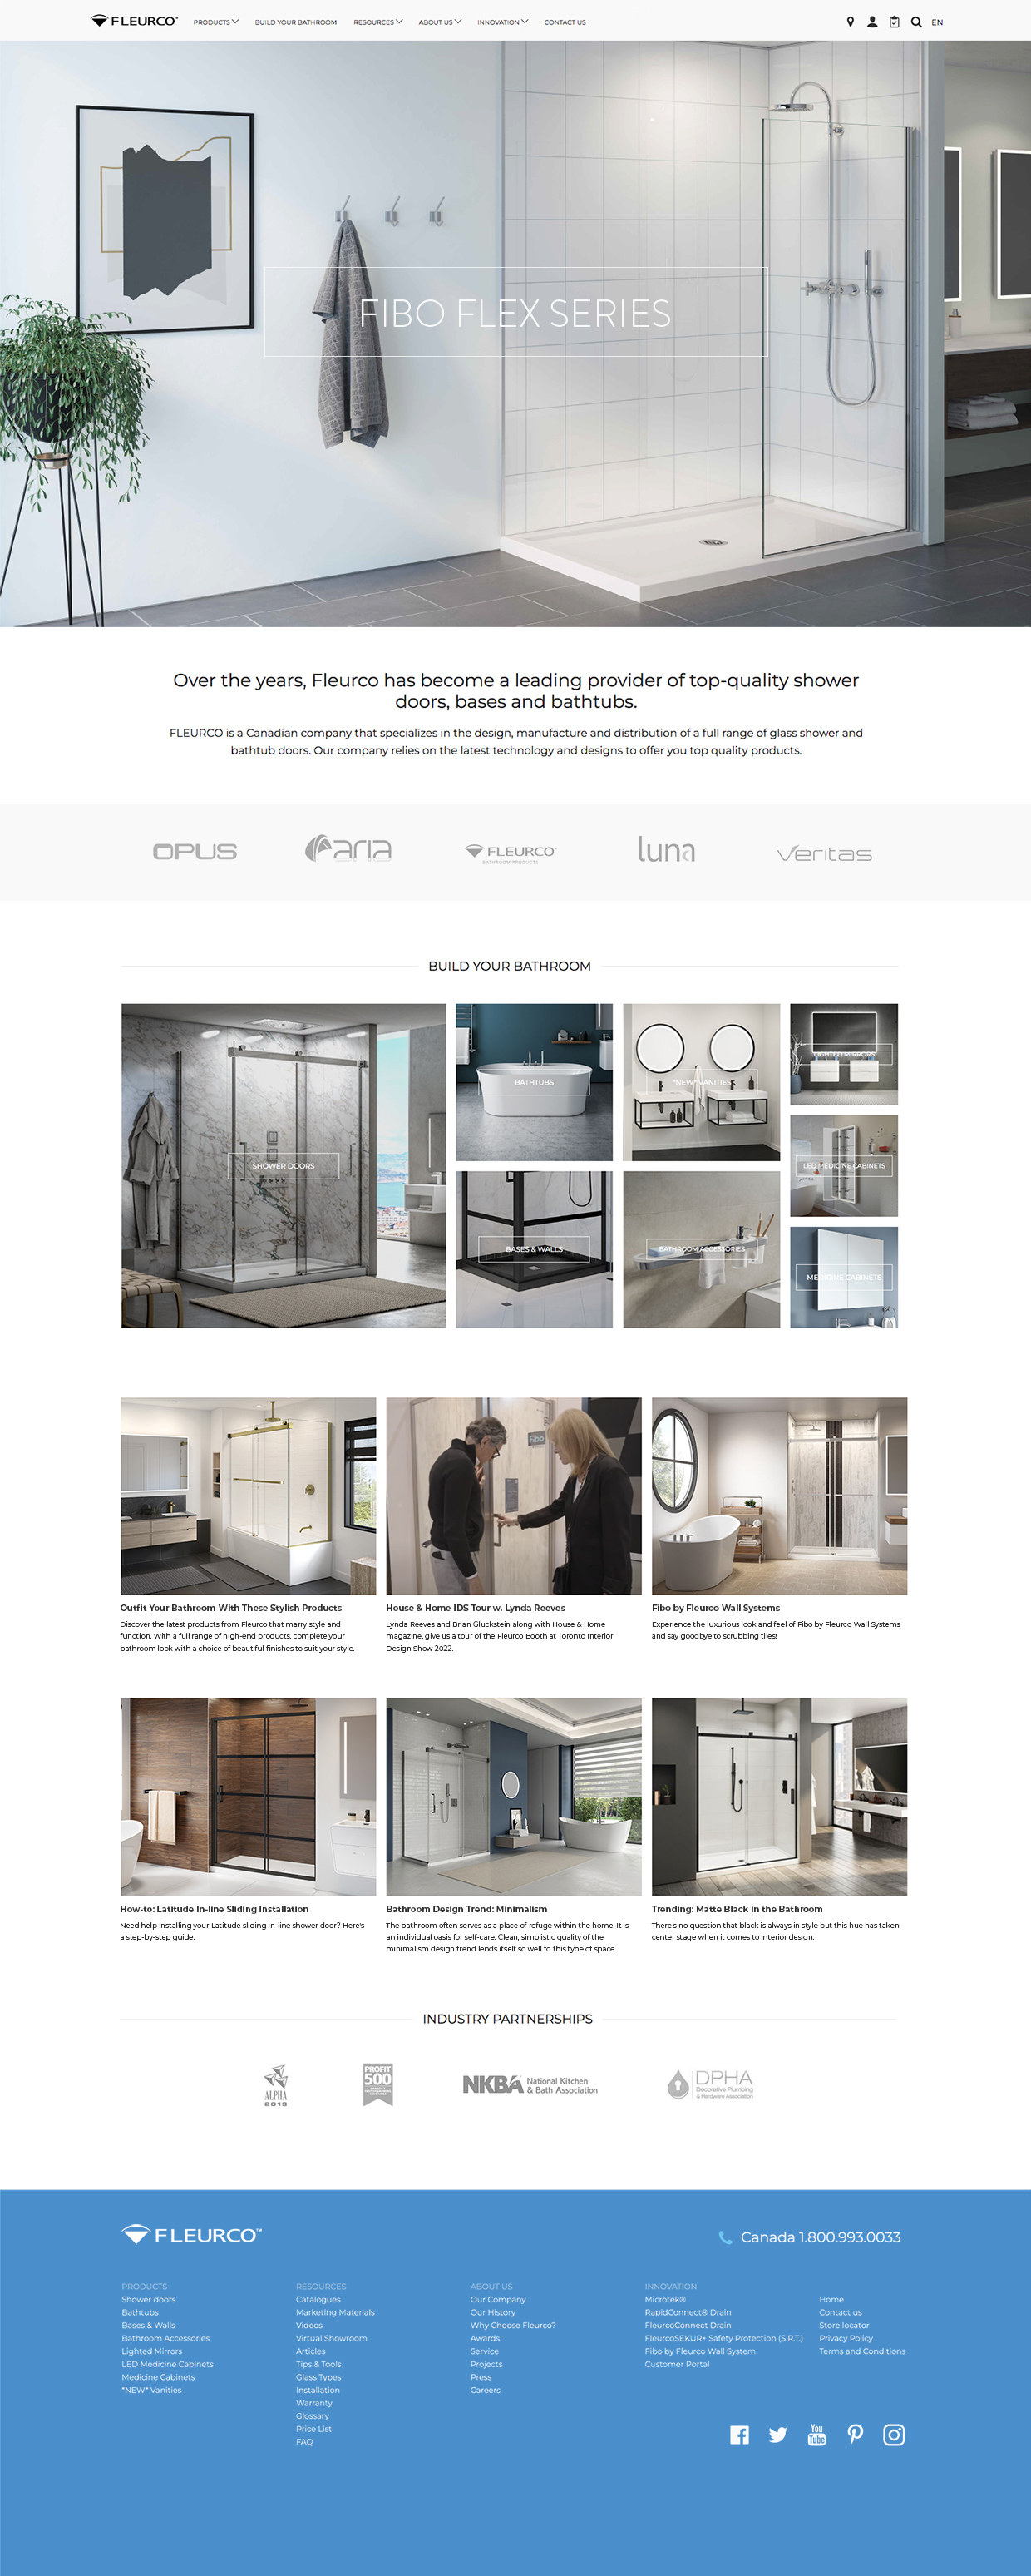 FLEURCO™ PRODUCTS BUILD YOUR BATHROOM RESOURCES ABOUT US INNOVATION CONTACT US EN
FIBO FLEX SERIES
Over the years, Fleurco has become a leading provider of top-quality shower
doors, bases and bathtubs.
FLEURCO is a Canadian company that specializes in the design, manufacture and distribution of a full range of glass shower and
bathtub doors. Our company relies on the latest technology and designs to offer you top quality products.
OPUS aria FLEURCO™ luna Veritas
BATHROOM PRODUCTS
BUILD YOUR BATHROOM
SHOWER DOORS
BATHTUBS
*NEW* VANITIES
LIGHTED MIRRORS
LED MEDICINE CABINETS
BASES & WALLS
BATHROOM ACCESSORIES
MEDICINE CABINETS
Fibo
Outfit Your Bathroom With These Stylish Products
Discover the latest products from Fleurco that marry style and
function. With a full range of high-end products, complete your
bathroom look with a choice of beautiful finishes to suit your style.
House & Home IDS Tour w. Lynda Reeves
Lynda Reeves and Brian Gluckstein along with House & Home
magazine, give us a tour of the Fleurco Booth at Toronto Interior
Design Show 2022.
Fibo by Fleurco Wall Systems
Experience the luxurious look and feel of Fibo by Fleurco Wall Systems
and say goodbye to scrubbing tiles!
How-to: Latitude In-line Sliding Installation
Need help installing your Latitude sliding in-line shower door? Here's
a step-by-step guide.
Bathroom Design Trend: Minimalism
The bathroom often serves as a place of refuge within the home. It is
an individual oasis for self-care. Clean, simplistic quality of the
minimalism design trend lends itself so well to this type of space.
Trending: Matte Black in the Bathroom
There's no question that black is always in style but this hue has taken
center stage when it comes to interior design.
INDUSTRY PARTNERSHIPS
ALPHA
2013
PROFIT
500
NKBA National Kitchen
& Bath Association
DPHA
Decorative Plumbing
& Hardware Association
FLEURCO™
Canada 1.800.993.0033
PRODUCTS
Shower doors
Bathtubs
Bases & Walls
Bathroom Accessories
Lighted Mirrors
LED Medicine Cabinets
Medicine Cabinets
*NEW* Vanities
RESOURCES
Catalogues
Marketing Materials
Videos
Virtual Showroom
Articles
Tips & Tools
Glass Types
Installation
Warranty
Glossary
Price List
FAQ
ABOUT US
Our Company
Our History
Why Choose Fleurco?
Awards
Service
Projects
Press
Careers
INNOVATION
Microtek®
RapidConnect® Drain
FleurcoConnect Drain
FleurcoSEKUR+ Safety Protection (S.R.T.)
Fibo by Fleurco Wall System
Customer Portal
Home
Contact us
Store locator
Privacy Policy
Terms and Conditions
You
Tube